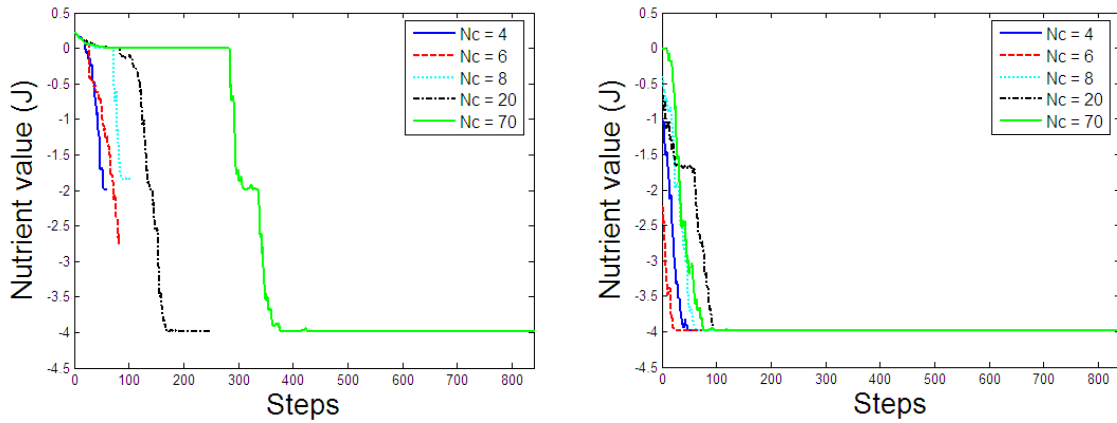 0.5
0
-0.5
-1
-1.5
-2
-2.5
-3
-3.5
-4
-4.5
Nutrient value (J)
0 100 200 300 400 500 600 700 800
Steps
Nc = 4
Nc = 6
Nc = 8
Nc = 20
Nc = 70
0.5
0
-0.5
-1
-1.5
-2
-2.5
-3
-3.5
-4
-4.5
Nutrient value (J)
0 100 200 300 400 500 600 700 800
Steps
Nc = 4
Nc = 6
Nc = 8
Nc = 20
Nc = 70